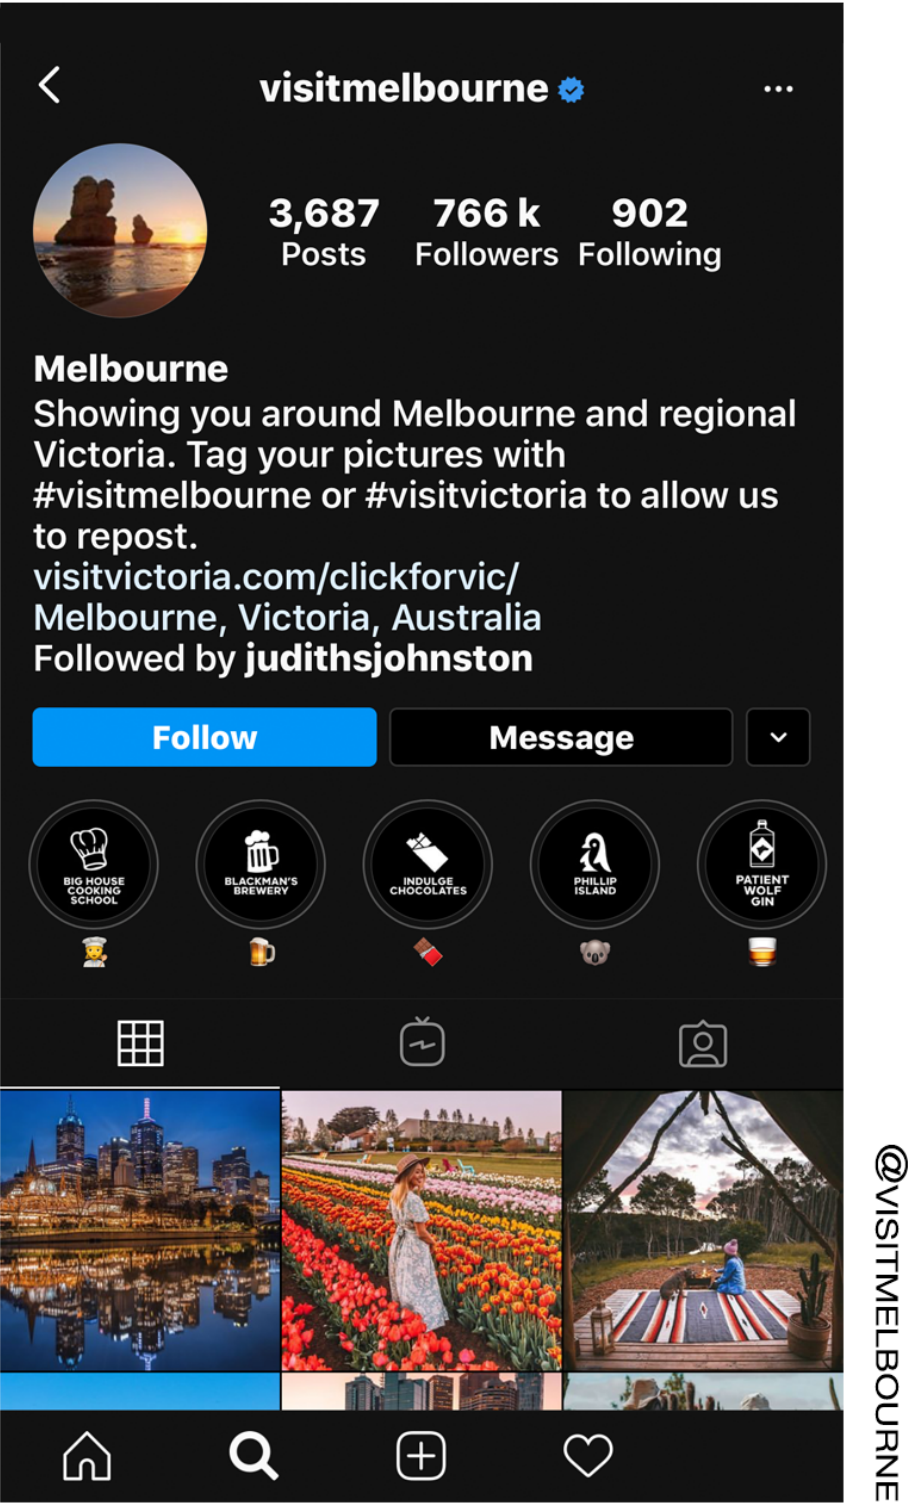 visitmelbourne
3,687
Posts
766 k
Followers
902
Following
Melbourne
Showing you around Melbourne and regional
Victoria. Tag your pictures with
#visitmelbourne or #visitvictoria to allow us
to repost.
visitvictoria.com/clickforvic/
Melbourne, Victoria, Australia
Followed by judithsjohnston
Follow
Message
BIG HOUSE
COOKING
SCHOOL
BLACKMAN'S
BREWERY
INDULGE
CHOCOLATES
PHILLIP
ISLAND
PATIENT
WOLF
GIN
@VISITMELBOURNE